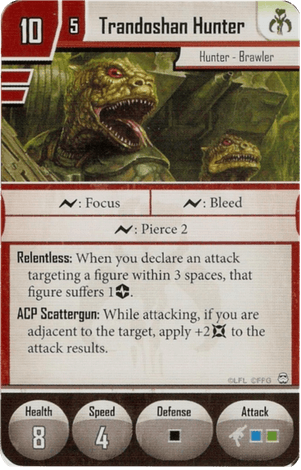 10 5 Trandoshan Hunter
Hunter - Brawler
: Focus : Bleed
: Pierce 2
Relentless: When you declare an attack
targeting a figure within 3 spaces, that
figure suffers 1.
ACP Scattergun: While attacking, if you are
adjacent to the target, apply +2 to the
attack results.
©LFL ©FFG
Health Speed Defense Attack
8 4